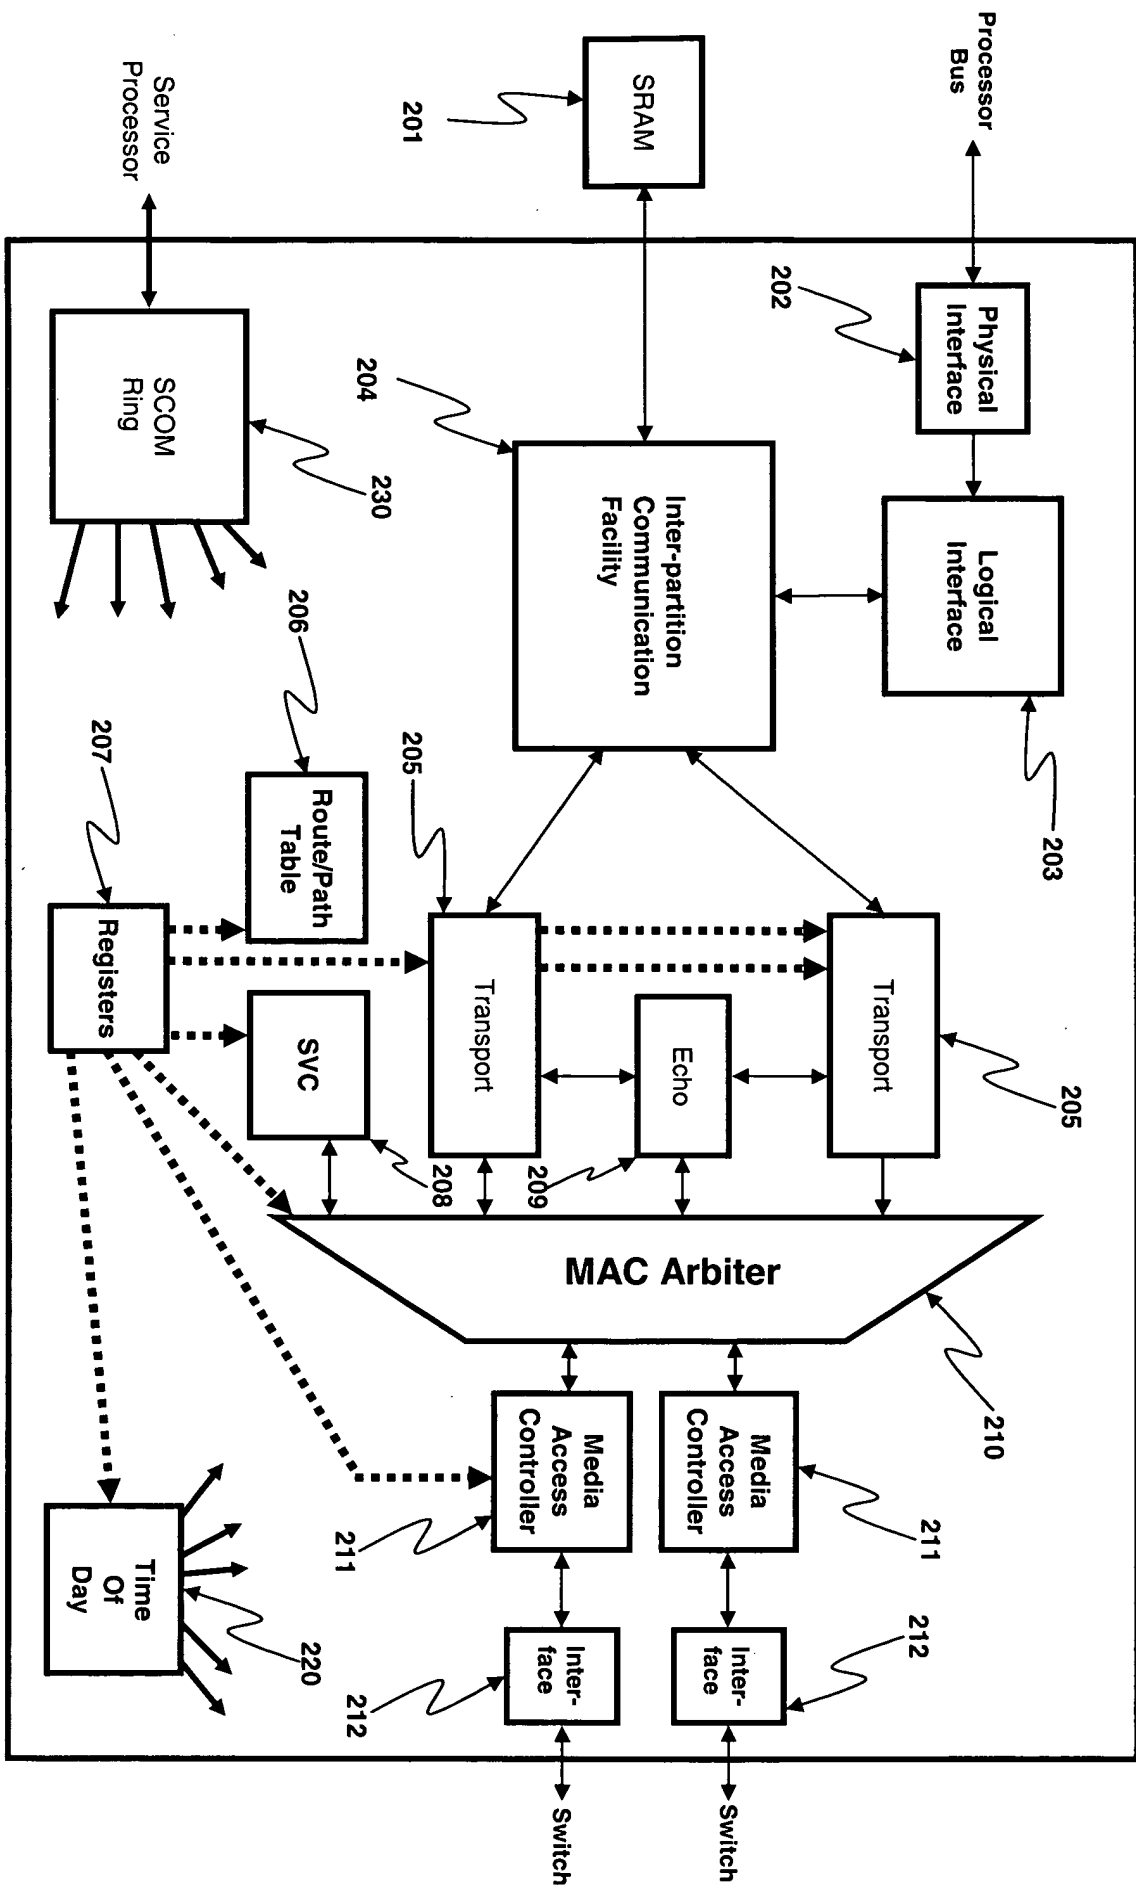 Processor
Bus
Physical
Interface
202
Logical
Interface
203
SRAM
201
Inter-partition
Communication
Facility
204
Service
Processor
SCOM
Ring
230
Transport
205
Transport
205
Echo
209
Route/Path
Table
206
Registers
207
SVC
208
MAC Arbiter
210
Media
Access
Controller
211
Media
Access
Controller
211
Inter-
face
212
Inter-
face
212
Switch
Switch
Time
Of
Day
220